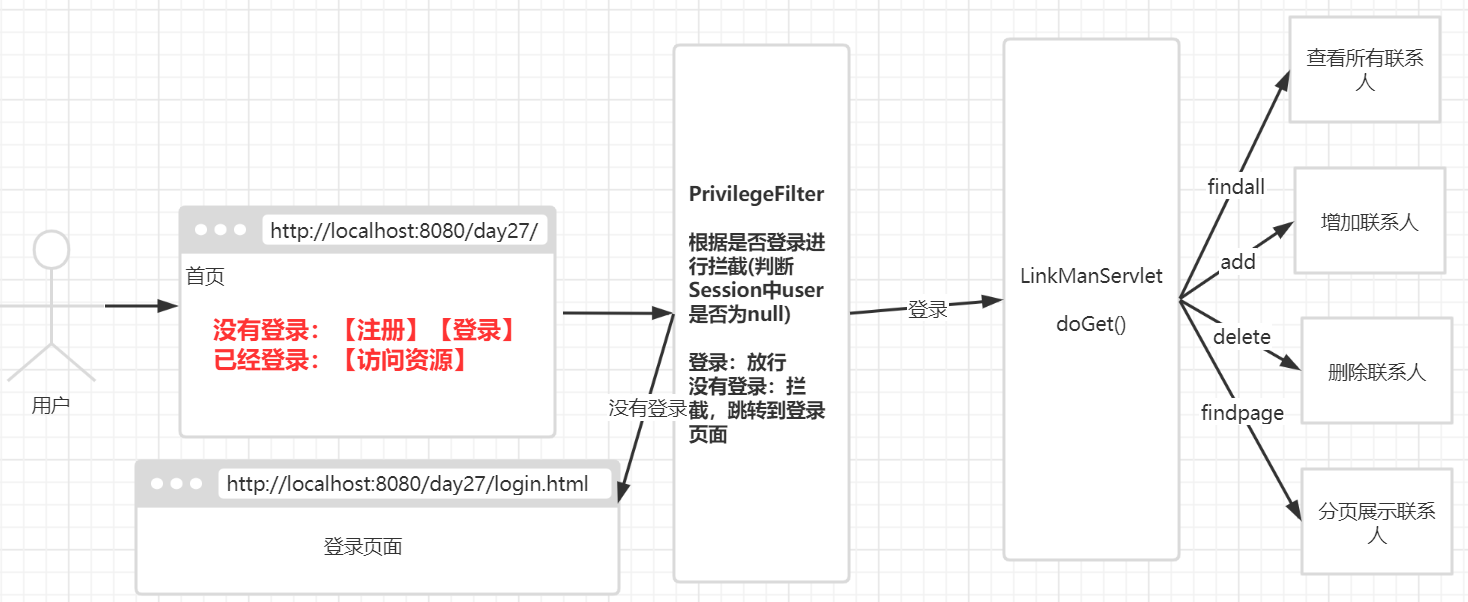 用户
http://localhost:8080/day27/
首页
没有登录：【注册】【登录】
已经登录：【访问资源】
http://localhost:8080/day27/login.html
登录页面
没有登录
PrivilegeFilter
根据是否登录进
行拦截(判断
Session中user
是否为null)
登录：放行
没有登录：拦
截，跳转到登录
页面
登录
LinkManServlet
doGet()
findall
add
delete
findpage
查看所有联系
人
增加联系人
删除联系人
分页展示联系
人